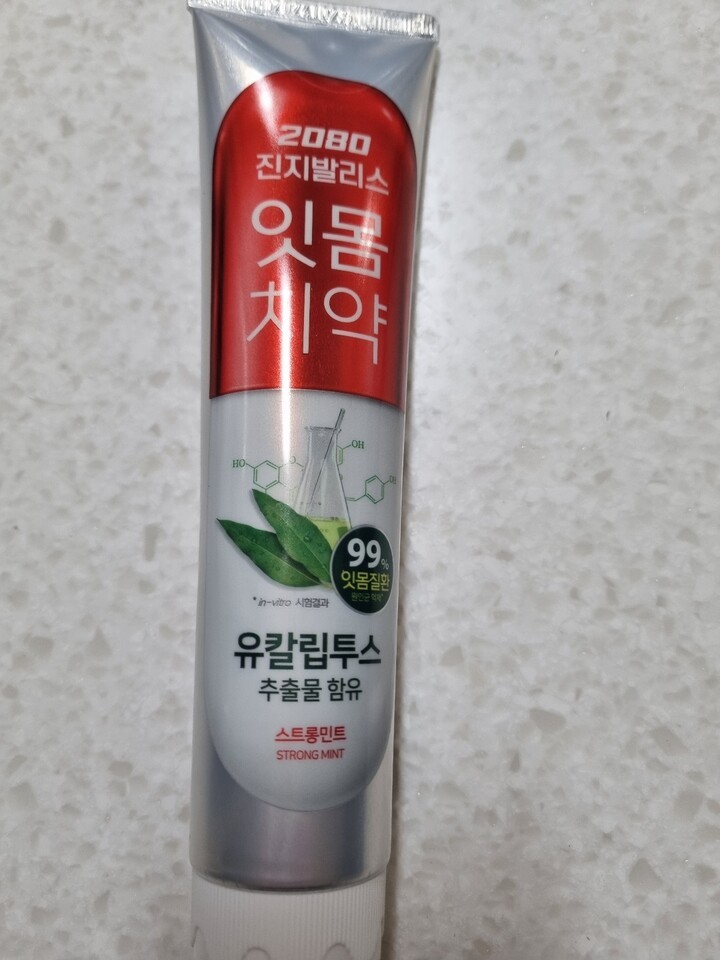 2080
진지발리스
잇몸
치약
HO
OH
99%
잇몸질환
* in-vitro 시험결과
유칼립투스
추출물 함유
스트롱민트
STRONG MINT